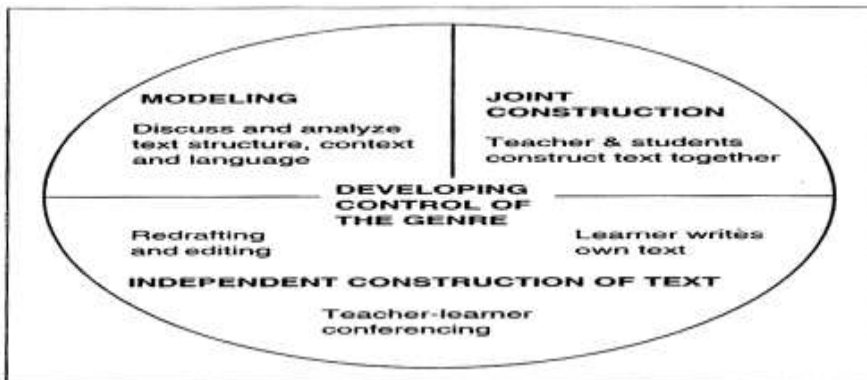 MODELING
Discuss and analyze
text structure, context
and language
JOINT
CONSTRUCTION
Teacher & students
construct text together
DEVELOPING
CONTROL OF
THE GENRE
Redrafting
and editing
Learner writes
own text
INDEPENDENT CONSTRUCTION OF TEXT
Teacher-learner
conferencing